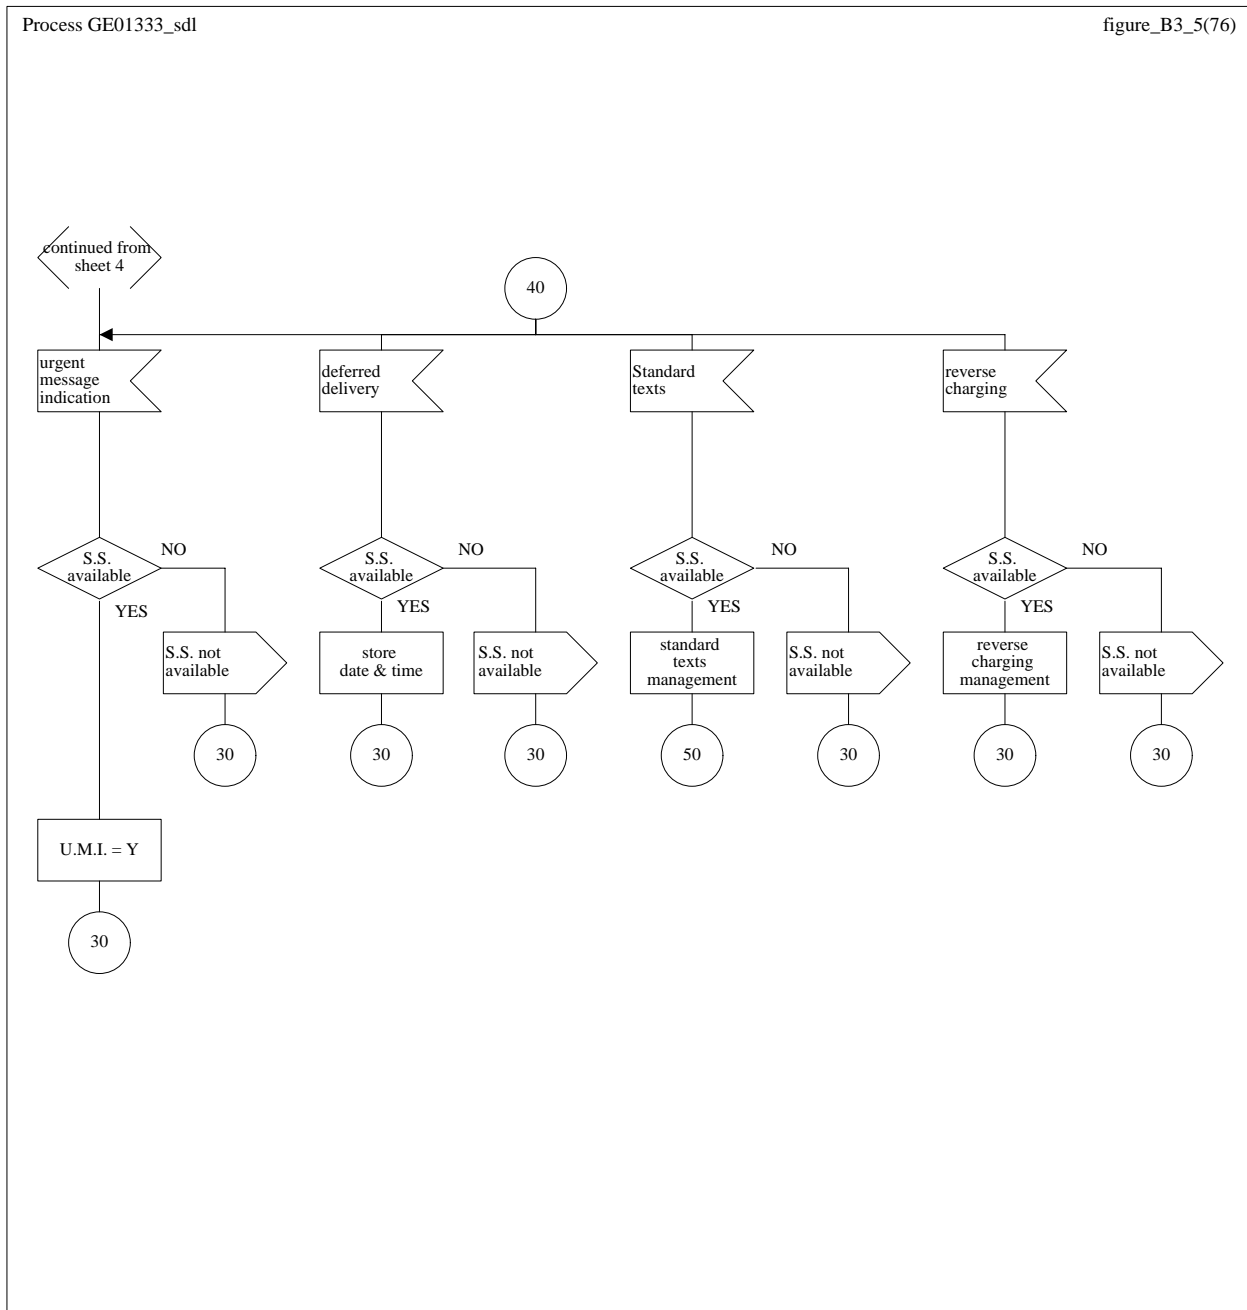 Process GE01333_sdl
figure_B3_5(76)
continued from
sheet 4
40
urgent
message
indication
deferred
delivery
Standard
texts
reverse
charging
S.S.
available
NO
YES
S.S.
available
NO
YES
S.S.
available
NO
YES
S.S.
available
NO
YES
S.S. not
available
store
date & time
S.S. not
available
standard
texts
management
S.S. not
available
reverse
charging
management
S.S. not
available
30
30
30
50
30
30
30
U.M.I. = Y
30